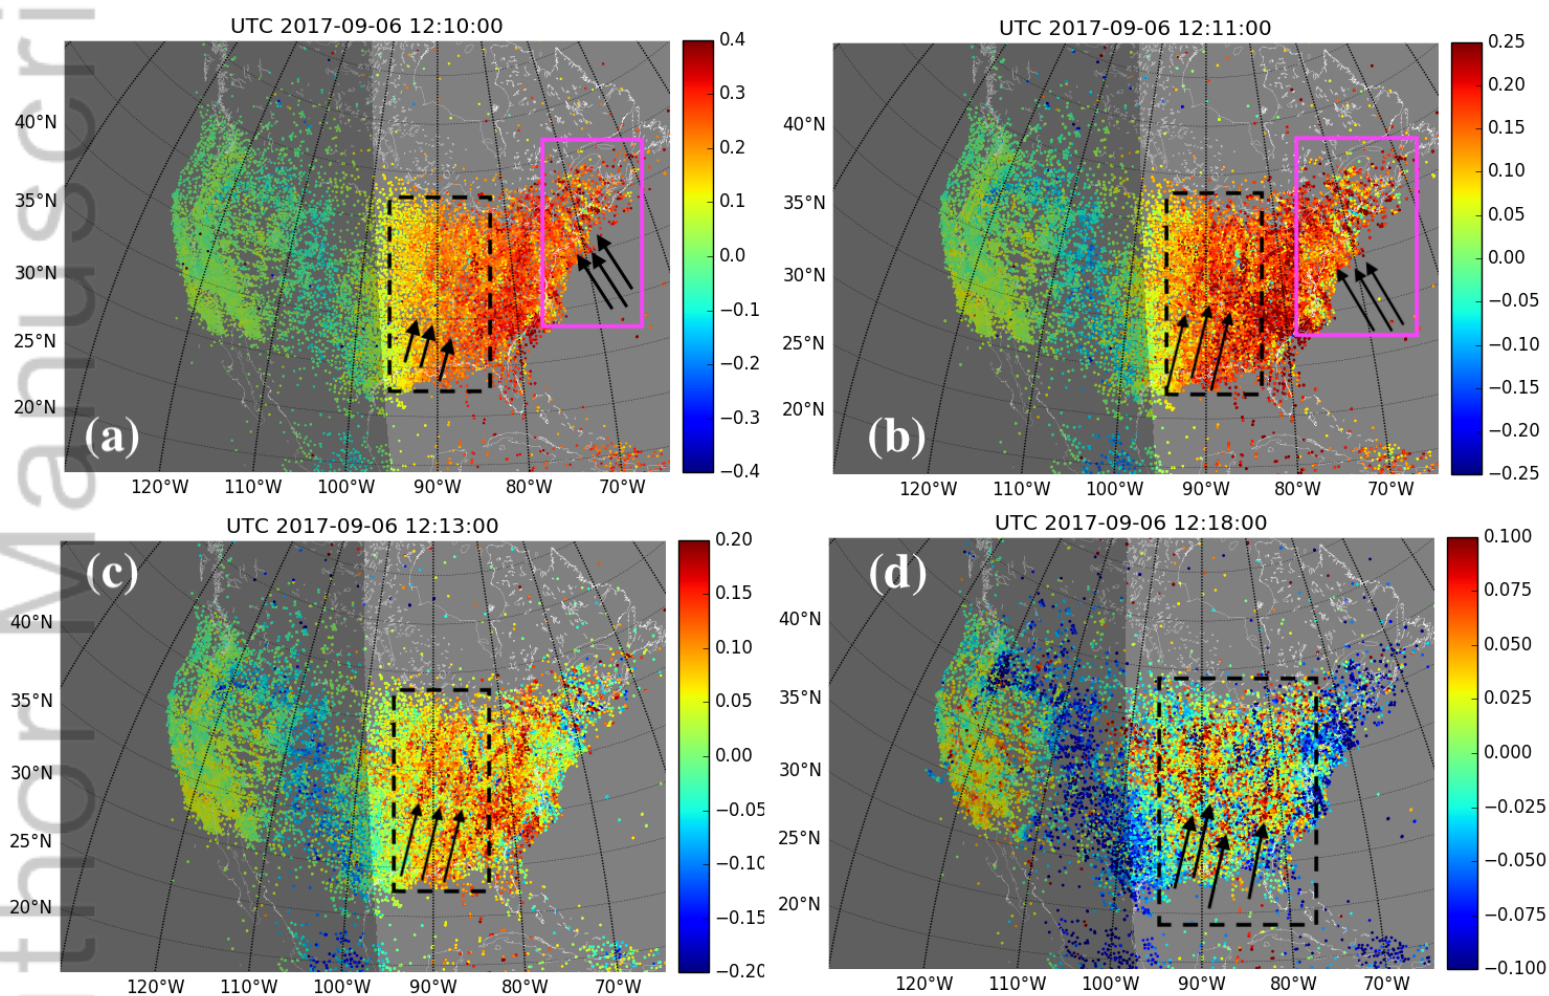 UTC 2017-09-06 12:10:00
0.4
0.3
0.2
0.1
0.0
−0.1
−0.2
−0.3
−0.4
40°N
35°N
30°N
25°N
20°N
(a)
120°W 110°W 100°W 90°W 80°W 70°W
UTC 2017-09-06 12:11:00
0.25
0.20
0.15
0.10
0.05
0.00
−0.05
−0.10
−0.15
−0.20
−0.25
40°N
35°N
30°N
25°N
20°N
(b)
120°W 110°W 100°W 90°W 80°W 70°W
UTC 2017-09-06 12:13:00
0.20
0.15
0.10
0.05
0.00
−0.05
−0.10
−0.15
−0.20
(c)
40°N
35°N
30°N
25°N
20°N
120°W 110°W 100°W 90°W 80°W 70°W
UTC 2017-09-06 12:18:00
0.100
0.075
0.050
0.025
0.000
−0.025
−0.050
−0.075
−0.100
(d)
40°N
35°N
30°N
25°N
20°N
120°W 110°W 100°W 90°W 80°W 70°W
thor Manuscri